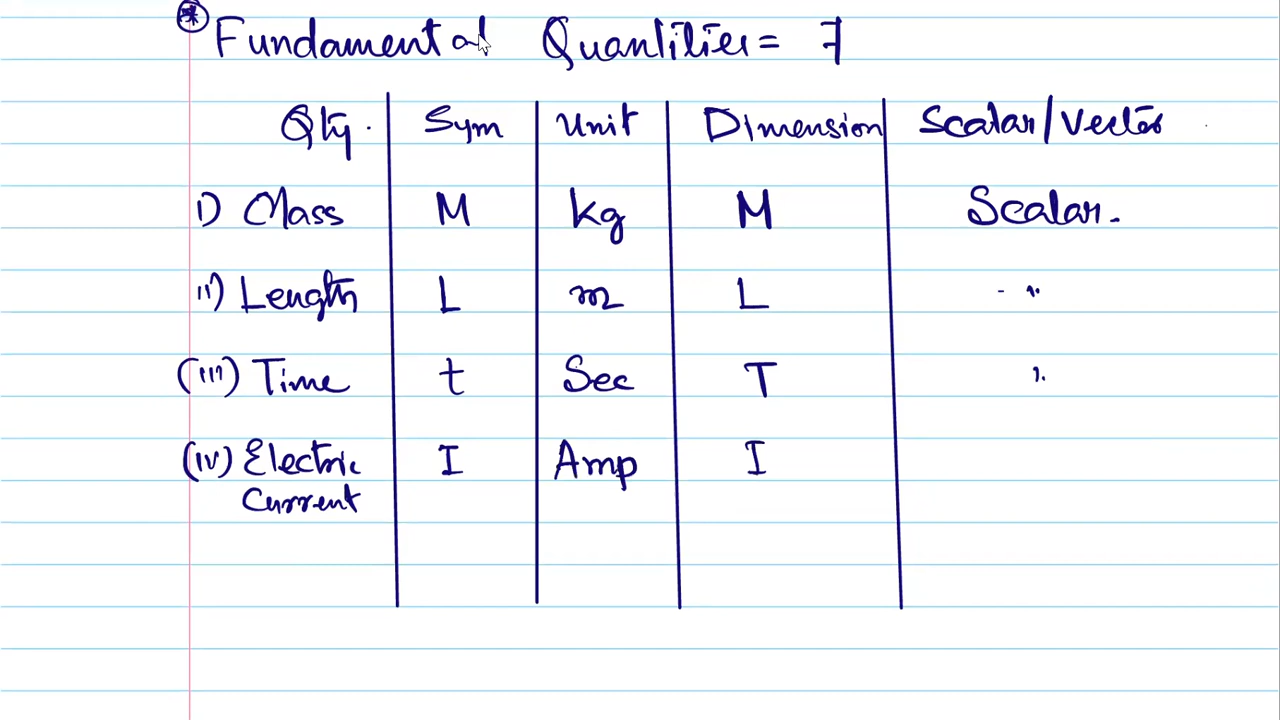 * Fundamental Quantities = 7
Qty. Sym Unit Dimension Scalar/Vector
i) Mass M kg M Scalar.
ii) Length L m L - "
(iii) Time t Sec T "
(iv) Electric I Amp I
Current